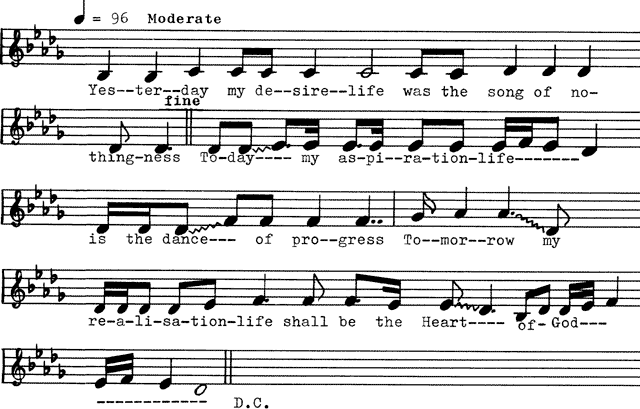 = 96 Moderate
Yes--ter--day my de--sire--life was the song of no-
fine
thing-ness To-day---- my as-pi--ra-tion-life-------
is the dance--- of pro--gress To--mor--row my
re-a-li-sa-tion-life shall be the Heart---- of- God---
------------ D.C.